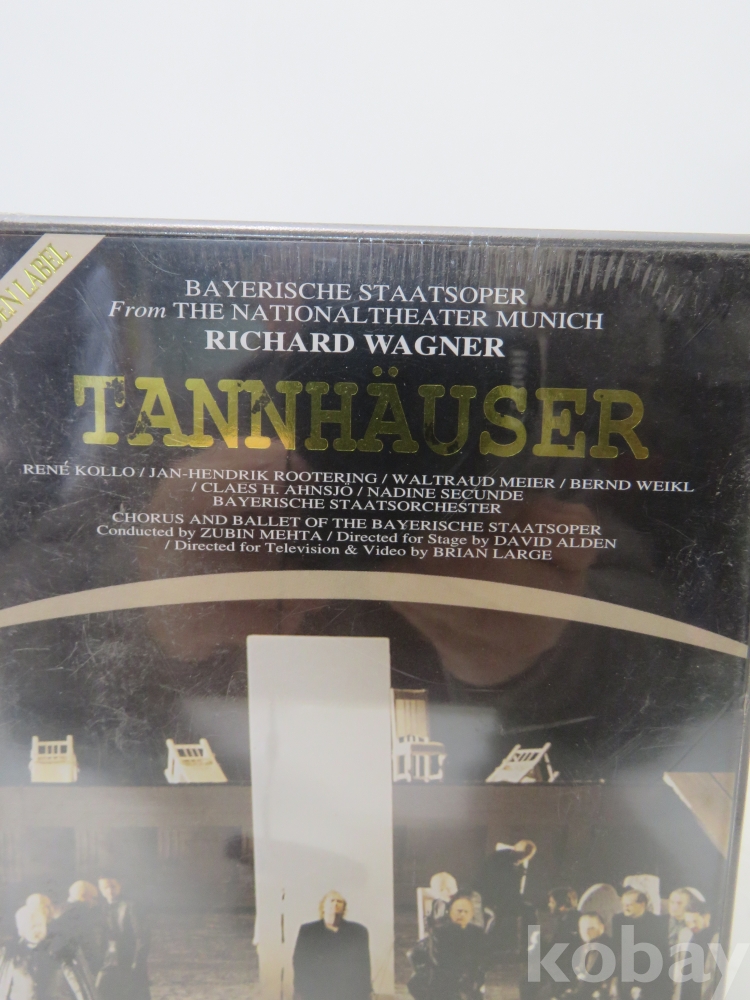 EN LABEL
BAYERISCHE STAATSOPER
From THE NATIONALTHEATER MUNICH
RICHARD WAGNER
TANNHÄUSER
RENÉ KOLLO / JAN-HENDRIK ROOTERING / WALTRAUD MEIER / BERND WEIKL
/ CLAES H. AHNSJÖ / NADINE SECUNDE
BAYERISCHE STAATSORCHESTER
CHORUS AND BALLET OF THE BAYERISCHE STAATSOPER
Conducted by ZUBIN MEHTA / Directed for Stage by DAVID ALDEN
/ Directed for Television & Video by BRIAN LARGE
kobay